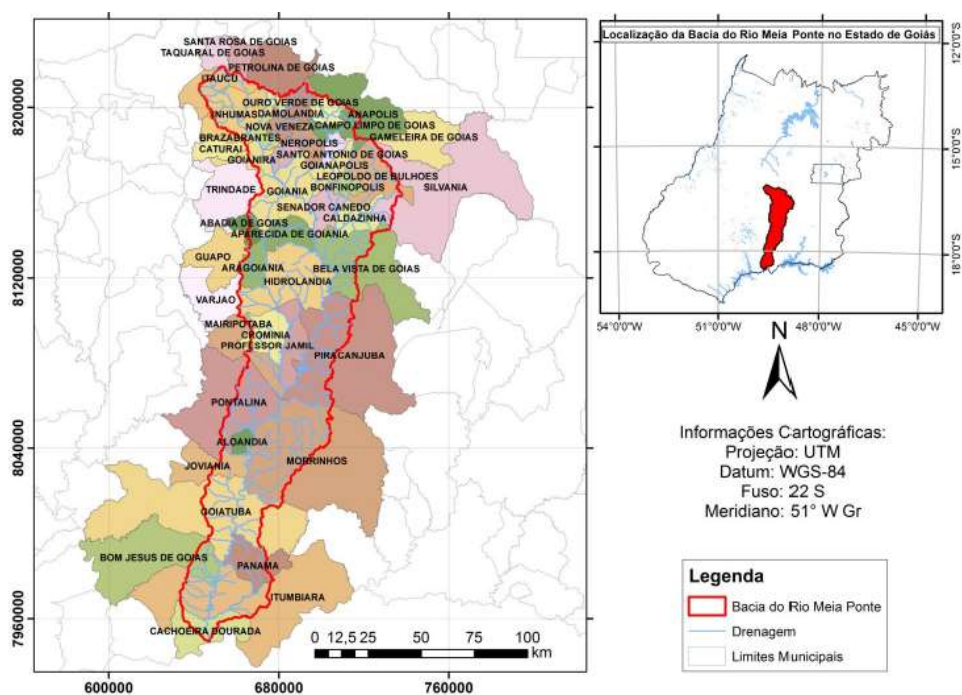 SANTA ROSA DE GOIAS
TAQUARAL DE GOIAS
PETROLINA DE GOIAS
ITAUCU
OURO VERDE DE GOIAS
INHUMAS DAMOLANDIA ANAPOLIS
NOVA VENEZA CAMPO LIMPO DE GOIAS
BRAZABRANTES GAMELEIRA DE GOIAS
NEROPOLIS
CATURAI
SANTO ANTONIO DE GOIAS
GOIANIRA
GOIANAPOLIS
LEOPOLDO DE BULHOES
TRINDADE GOIANIA BONFINOPOLIS SILVANIA
SENADOR CANEDO
CALDAZINHA
ABADIA DE GOIAS
APARECIDA DE GOIANIA
GUAPO
ARAGOIANIA BELA VISTA DE GOIAS
HIDROLANDIA
VARJAO
MAIRIPOTABA
CROMINIA
PROFESSOR JAMIL
PIRACANJUBA
PONTALINA
ALOANDIA
JOVIANIA MORRINHOS
GOIATUBA
BOM JESUS DE GOIAS
PANAMA
ITUMBIARA
CACHOEIRA DOURADA
8200000
8120000
8040000
7960000
600000 680000 760000
0 12,5 25 50 75 100
km
Localização da Bacia do Rio Meia Ponte no Estado de Goiás
12°0'0"S
15°0'0"S
18°0'0"S
54°0'0"W 51°0'0"W 48°0'0"W 45°0'0"W
N
Informações Cartográficas:
Projeção: UTM
Datum: WGS-84
Fuso: 22 S
Meridiano: 51° W Gr
Legenda
Bacia do Rio Meia Ponte
Drenagem
Limites Municipais